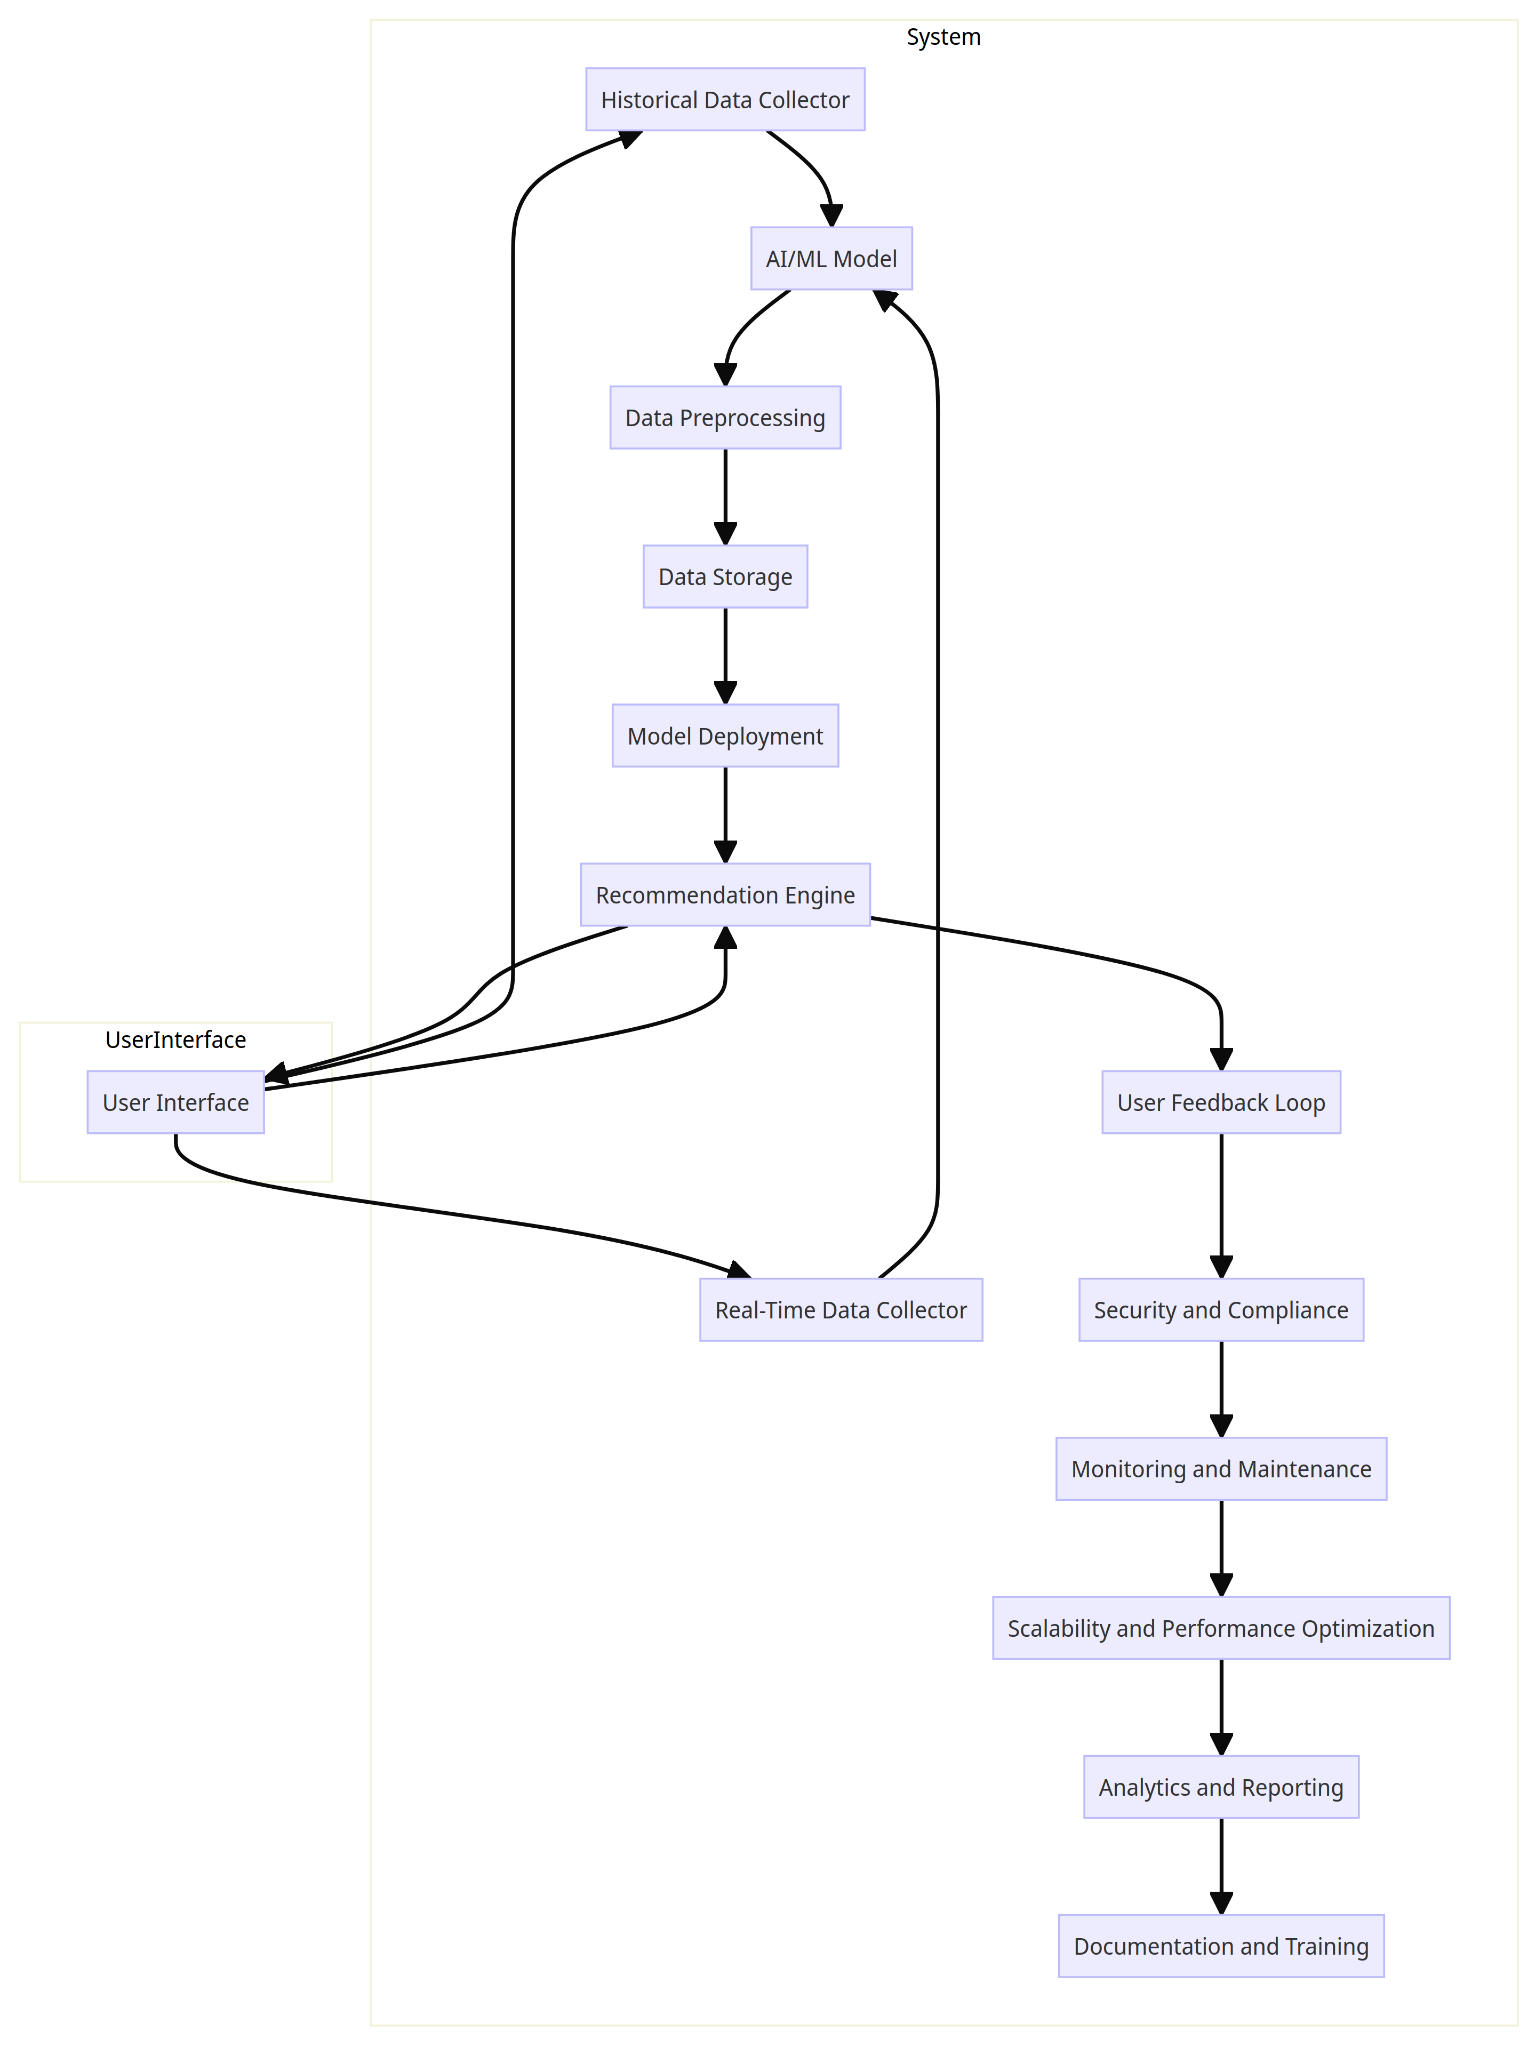 System
Historical Data Collector
AI/ML Model
Data Preprocessing
Data Storage
Model Deployment
Recommendation Engine
UserInterface
User Interface
User Feedback Loop
Real-Time Data Collector
Security and Compliance
Monitoring and Maintenance
Scalability and Performance Optimization
Analytics and Reporting
Documentation and Training